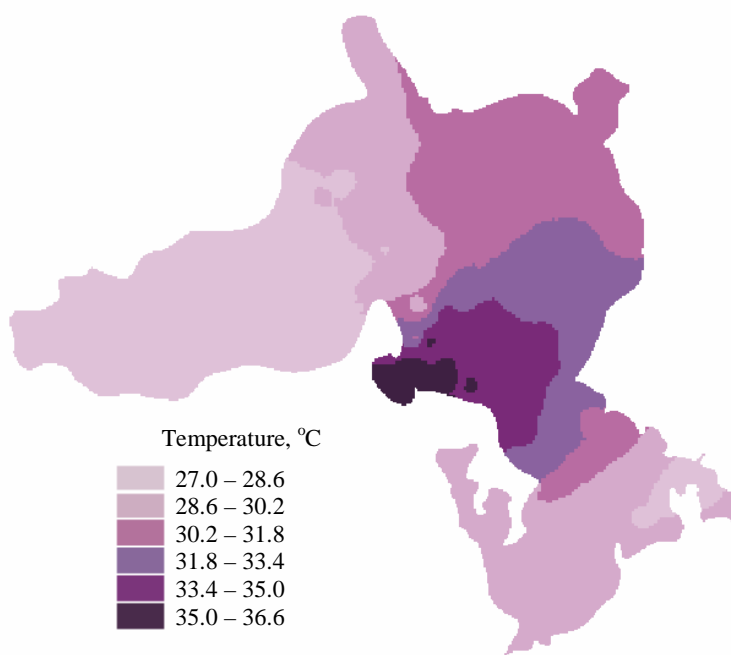 Temperature, °C
27.0 – 28.6
28.6 – 30.2
30.2 – 31.8
31.8 – 33.4
33.4 – 35.0
35.0 – 36.6